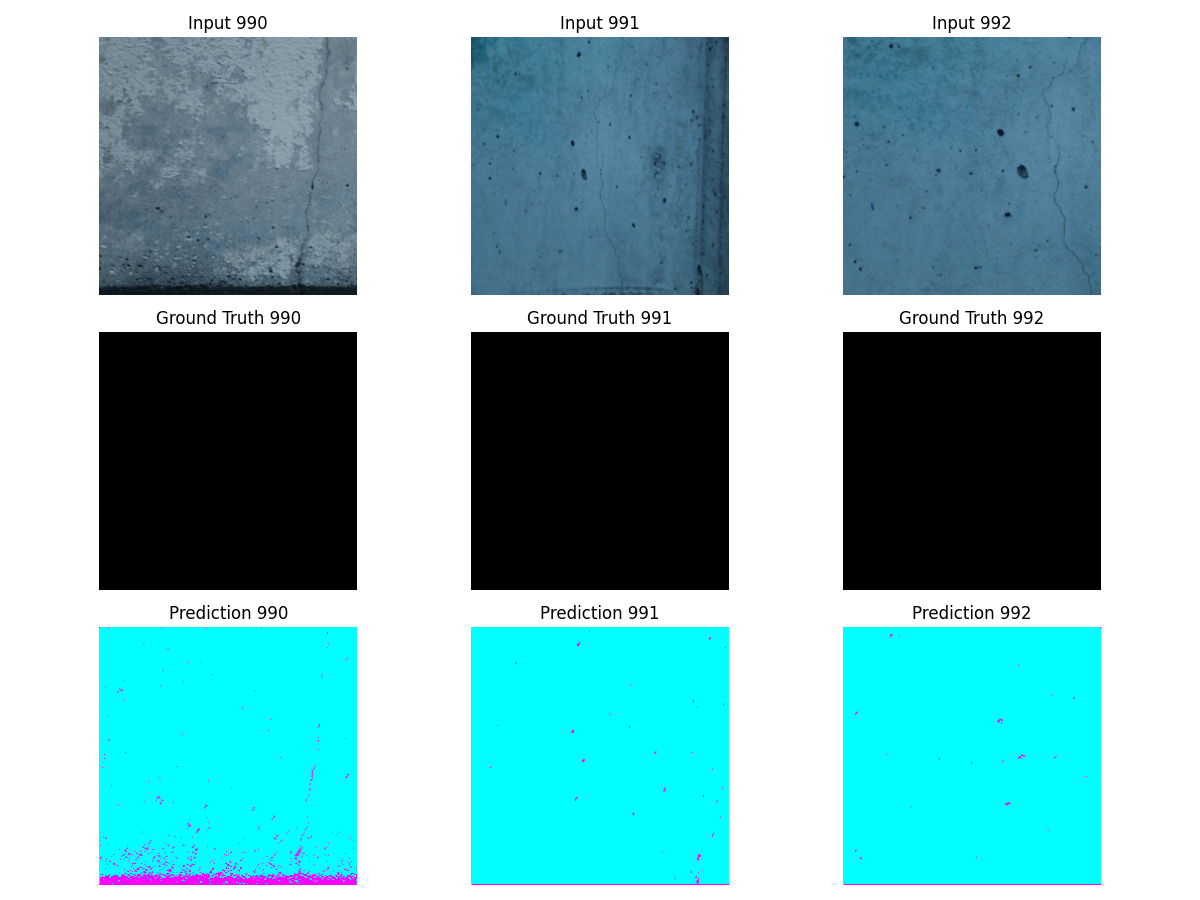 Input 990
Input 991
Input 992
Ground Truth 990
Ground Truth 991
Ground Truth 992
Prediction 990
Prediction 991
Prediction 992